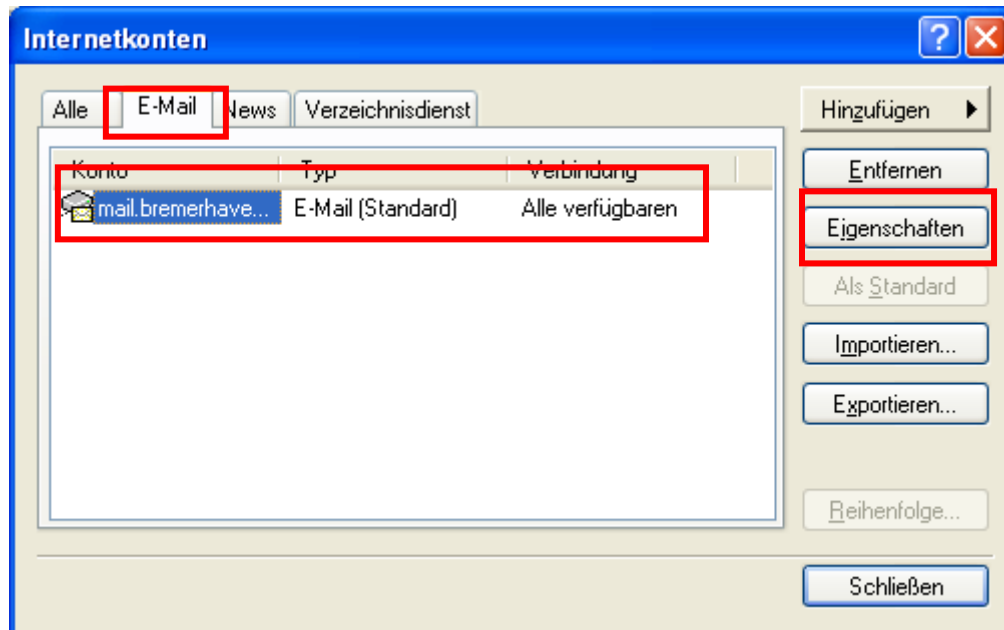 Internetkonten
Alle E-Mail News Verzeichnisdienst
Konto Typ Verbindung
mail.bremerhave... E-Mail (Standard) Alle verfügbaren
Hinzufügen
Entfernen
Eigenschaften
Als Standard
Importieren...
Exportieren...
Reihenfolge...
Schließen